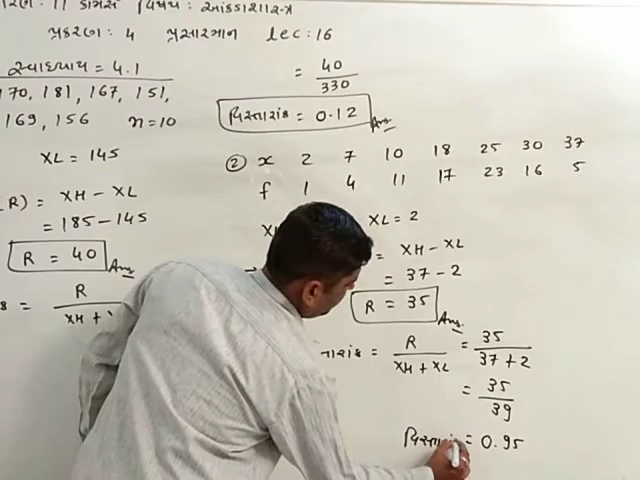 : 11 કોમર્સ વિષય : આંકડાશાસ્ત્ર
પ્રકરણ : 4 પ્રસારમાન lec : 16
સ્વાધ્યાય = 4.1
170, 181, 167, 151,
169, 156 n = 10
XL = 145
R) = XH - XL
= 185 - 145
R = 40 Ans
= R / XH +
= 40 / 330
વિસ્તારાંક = 0.12 Ans
② x 2 7 10 18 25 30 37
f 1 4 11 17 23 16 5
XL = 2
= XH - XL
= 37 - 2
R = 35 Ans
તારાંક = R / XH + XL = 35 / 37 + 2
= 35 / 39
= 0.95